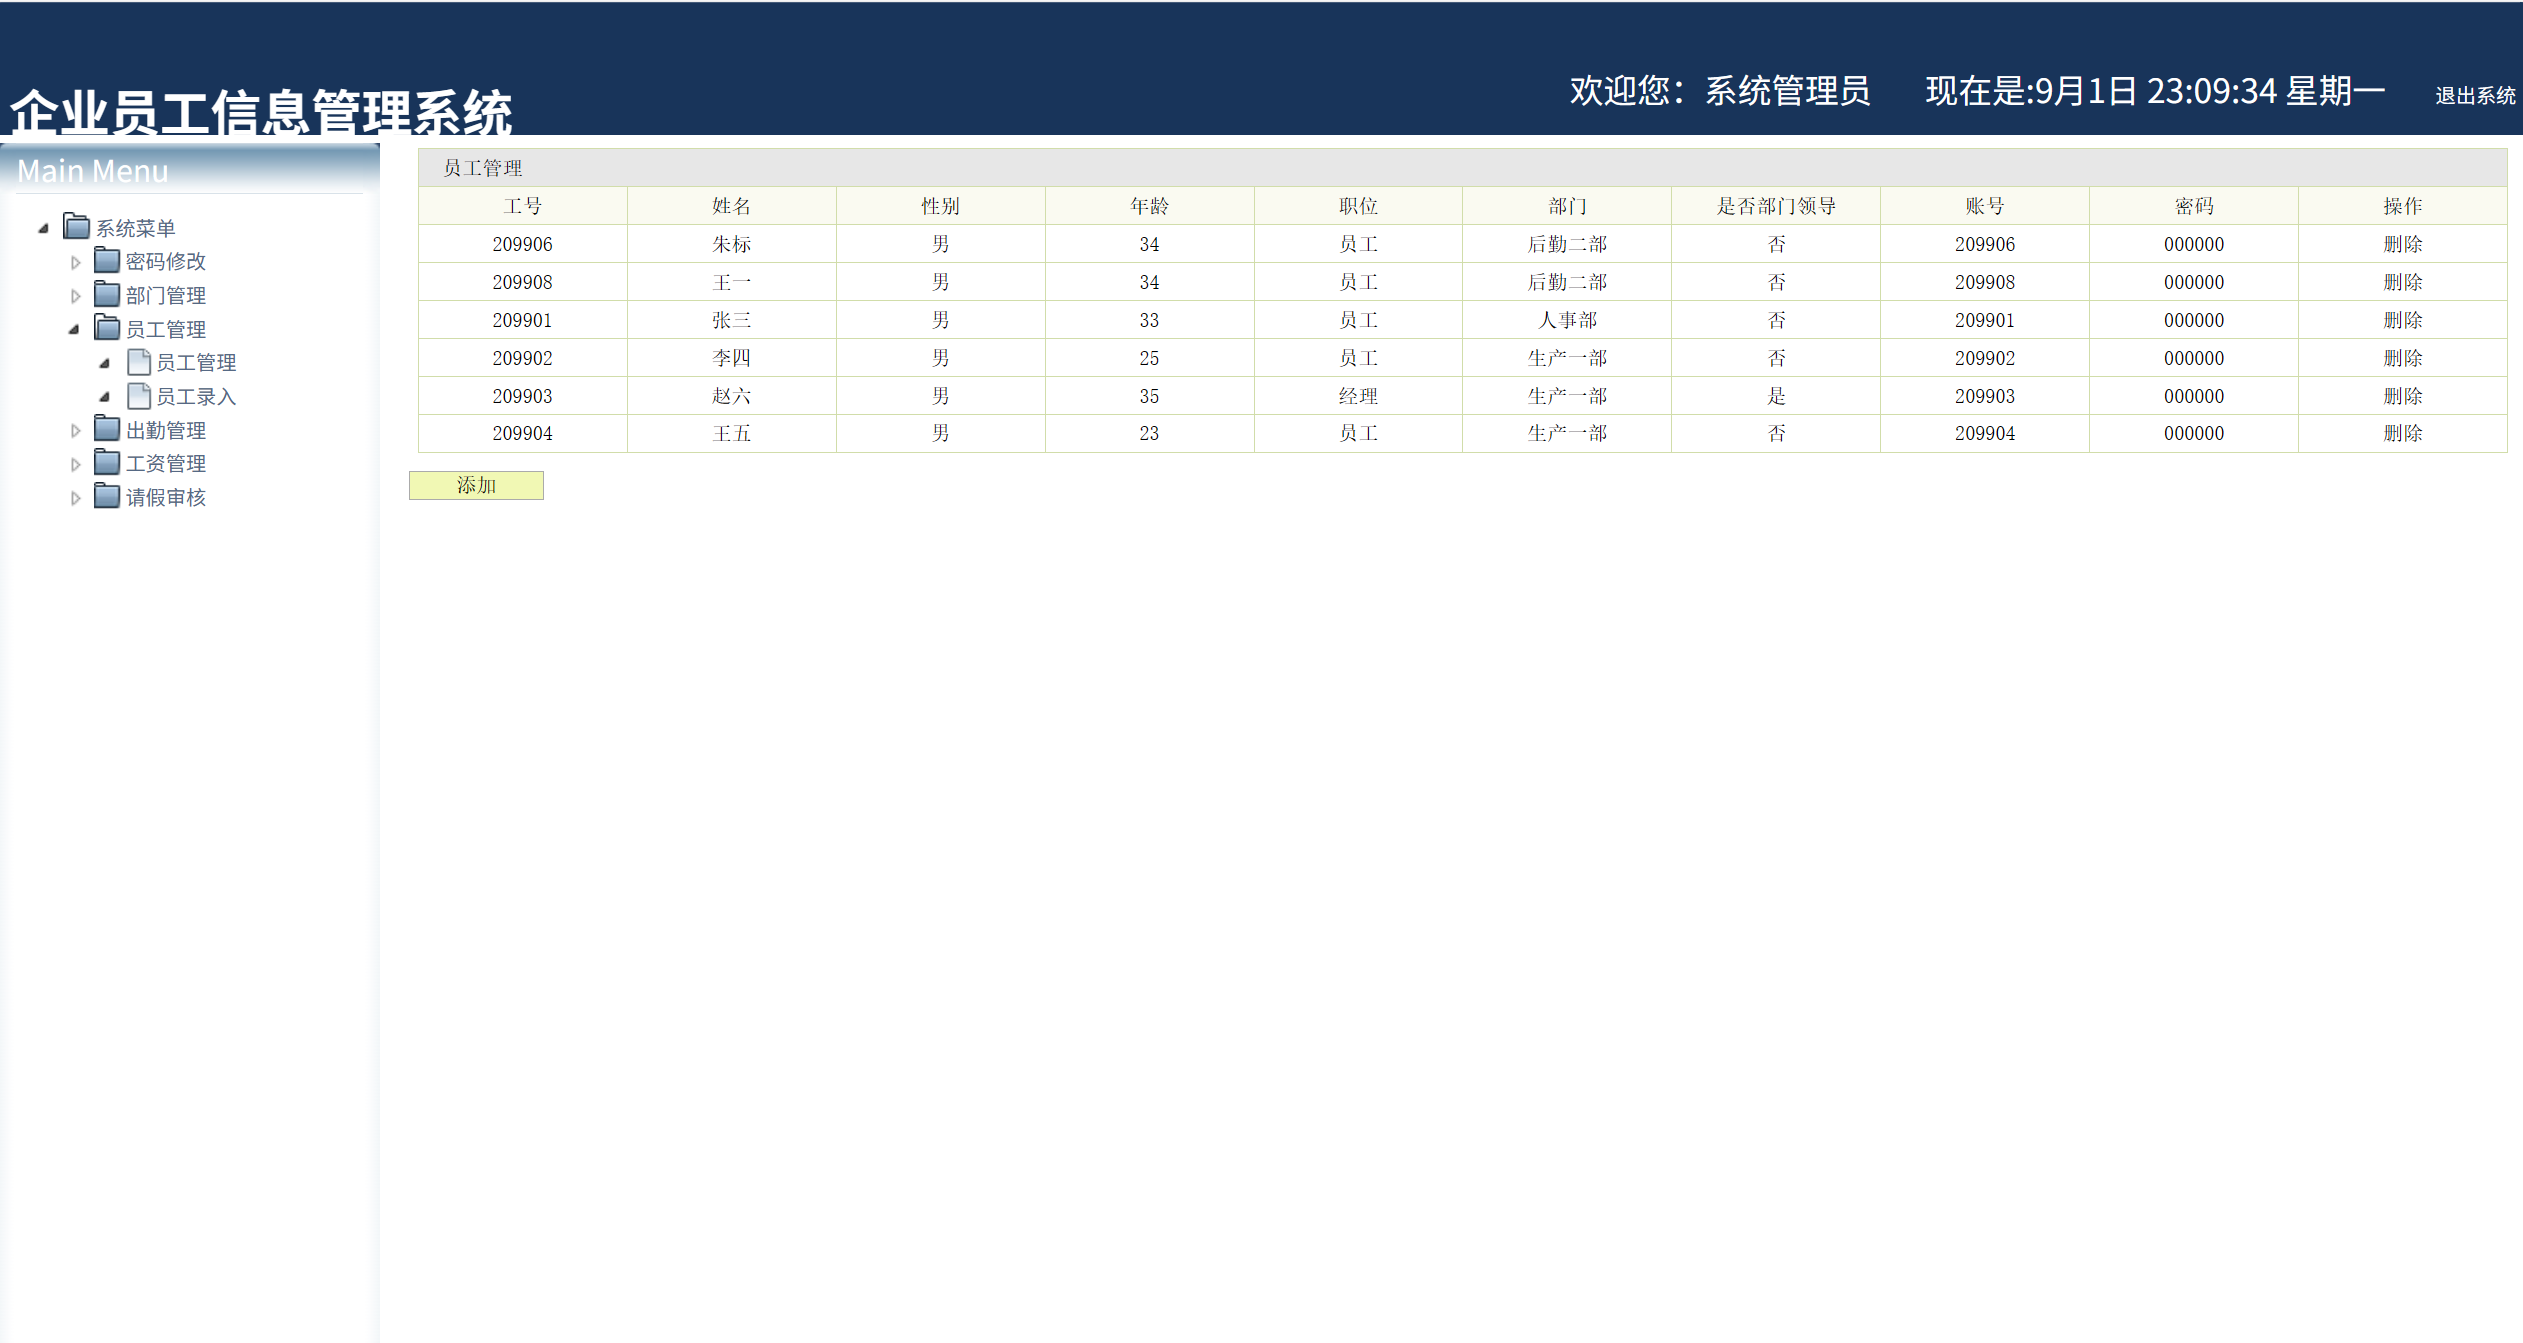 企业员工信息管理系统
欢迎您：系统管理员 现在是:9月1日 23:09:34 星期一 退出系统
Main Menu
系统菜单
密码修改
部门管理
员工管理
员工管理
员工录入
出勤管理
工资管理
请假审核
员工管理
工号 姓名 性别 年龄 职位 部门 是否部门领导 账号 密码 操作
209906 朱标 男 34 员工 后勤二部 否 209906 000000 删除
209908 王一 男 34 员工 后勤二部 否 209908 000000 删除
209901 张三 男 33 员工 人事部 否 209901 000000 删除
209902 李四 男 25 员工 生产一部 否 209902 000000 删除
209903 赵六 男 35 经理 生产一部 是 209903 000000 删除
209904 王五 男 23 员工 生产一部 否 209904 000000 删除
添加